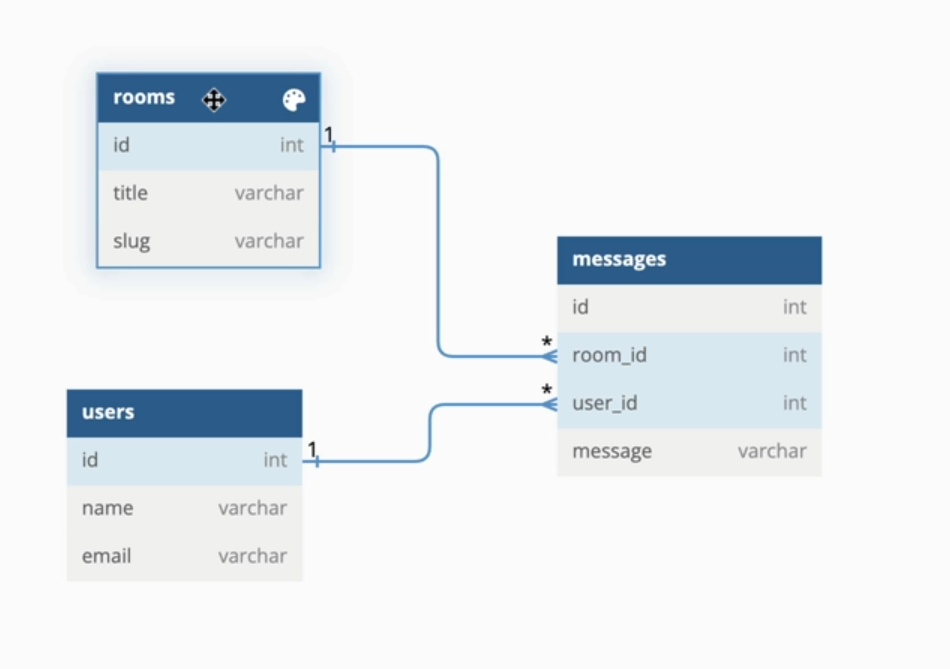 rooms
id int
title varchar
slug varchar
1
messages
id int
* room_id int
* user_id int
message varchar
users
id int
1
name varchar
email varchar